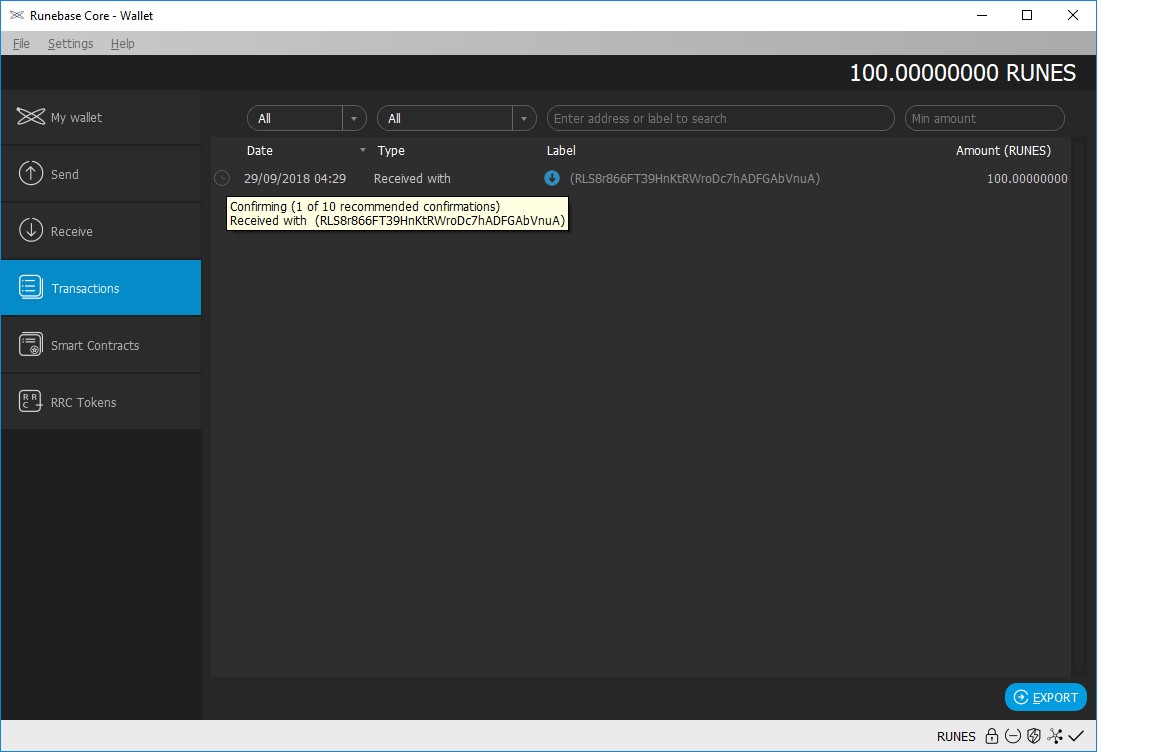 Runebase Core - Wallet
File Settings Help
100.00000000 RUNES
My wallet
Send
Receive
Transactions
Smart Contracts
R R C
RRC Tokens
All All Enter address or label to search Min amount
Date Type Label Amount (RUNES)
29/09/2018 04:29 Received with (RLS8r866FT39HnKtRWroDc7hADFGAbVnuA) 100.00000000
Confirming (1 of 10 recommended confirmations)
Received with (RLS8r866FT39HnKtRWroDc7hADFGAbVnuA)
EXPORT
RUNES